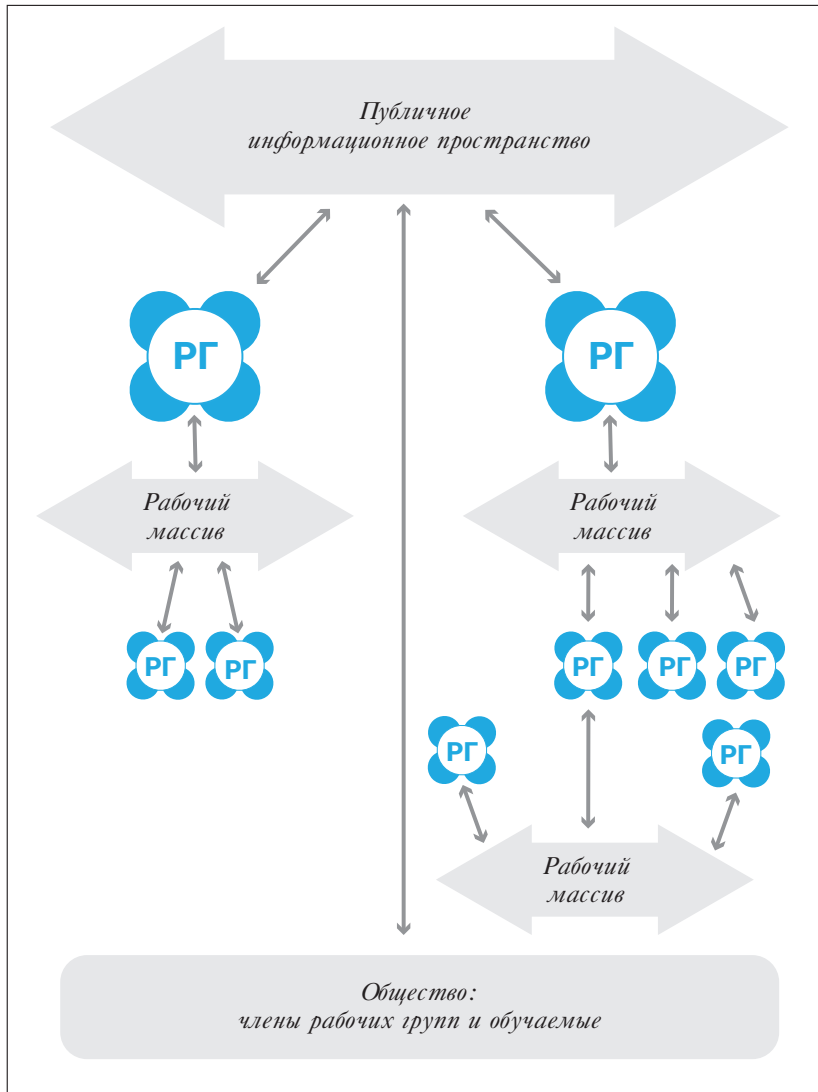 Публичное
информационное пространство
РГ
РГ
Рабочий
массив
Рабочий
массив
РГ
РГ
РГ
РГ
РГ
РГ
РГ
Рабочий
массив
Общество:
члены рабочих групп и обучаемые